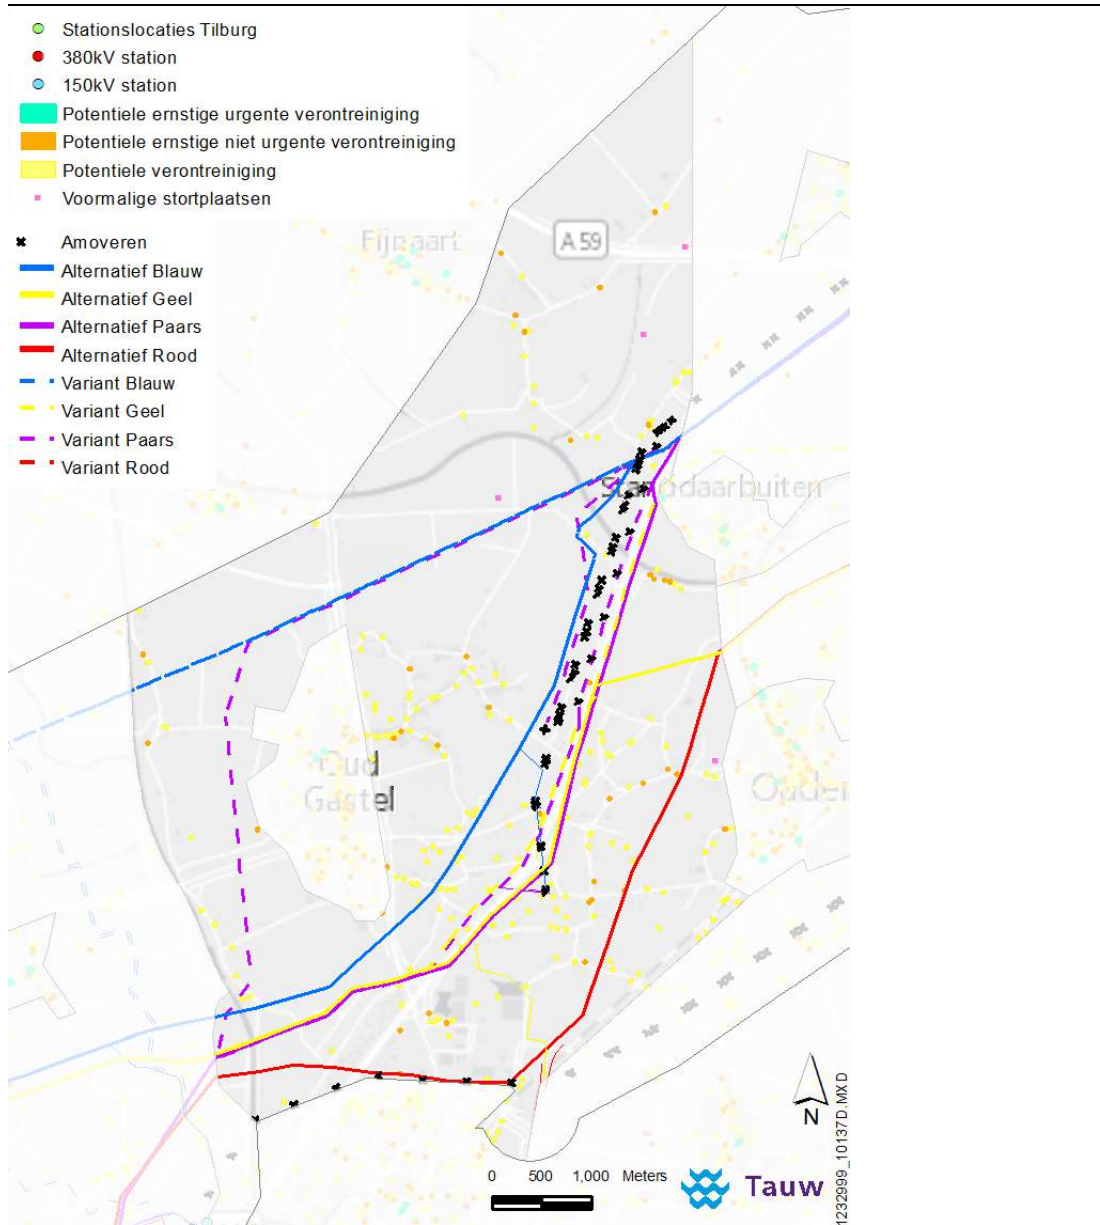 Stationslocaties Tilburg
380kV station
150kV station
Potentiele ernstige urgente verontreiniging
Potentiele ernstige niet urgente verontreiniging
Potentiele verontreiniging
Voormalige stortplaatsen
Amoveren
Alternatief Blauw
Alternatief Geel
Alternatief Paars
Alternatief Rood
Variant Blauw
Variant Geel
Variant Paars
Variant Rood
Fijnaart
A 59
Standdaarbuiten
Oud
Gastel
Ouden
N
0 500 1,000 Meters
Tauw
1232999_10137D.MXD